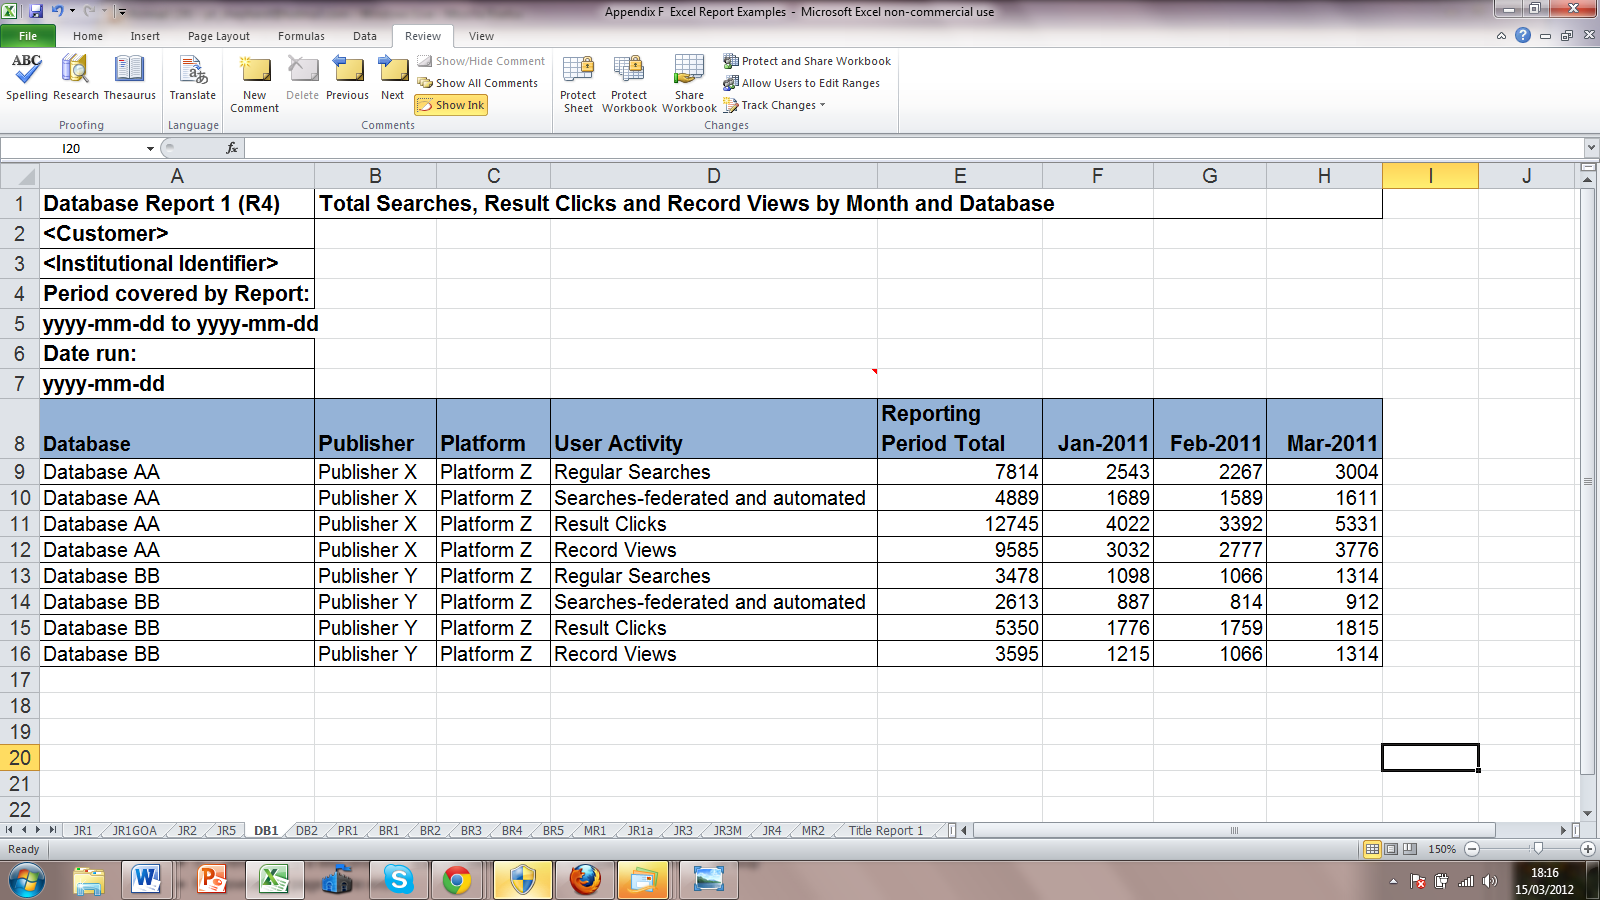 Appendix F Excel Report Examples - Microsoft Excel non-commercial use
File Home Insert Page Layout Formulas Data Review View
ABC
Spelling Research Thesaurus
Proofing
Translate
Language
New Comment
Delete
Previous
Next
Show/Hide Comment
Show All Comments
Show Ink
Comments
Protect Sheet
Protect Workbook
Share Workbook
Protect and Share Workbook
Allow Users to Edit Ranges
Track Changes
Changes
I20
fx
A B C D E F G H I J
1 Database Report 1 (R4) Total Searches, Result Clicks and Record Views by Month and Database
2 <Customer>
3 <Institutional Identifier>
4 Period covered by Report:
5 yyyy-mm-dd to yyyy-mm-dd
6 Date run:
7 yyyy-mm-dd
8 Database Publisher Platform User Activity Reporting Period Total Jan-2011 Feb-2011 Mar-2011
9 Database AA Publisher X Platform Z Regular Searches 7814 2543 2267 3004
10 Database AA Publisher X Platform Z Searches-federated and automated 4889 1689 1589 1611
11 Database AA Publisher X Platform Z Result Clicks 12745 4022 3392 5331
12 Database AA Publisher X Platform Z Record Views 9585 3032 2777 3776
13 Database BB Publisher Y Platform Z Regular Searches 3478 1098 1066 1314
14 Database BB Publisher Y Platform Z Searches-federated and automated 2613 887 814 912
15 Database BB Publisher Y Platform Z Result Clicks 5350 1776 1759 1815
16 Database BB Publisher Y Platform Z Record Views 3595 1215 1066 1314
17
18
19
20
21
22
JR1 JR1GOA JR2 JR5 DB1 DB2 PR1 BR1 BR2 BR3 BR4 BR5 MR1 JR1a JR3 JR3M JR4 MR2 Title Report 1
Ready
150%
18:16
15/03/2012